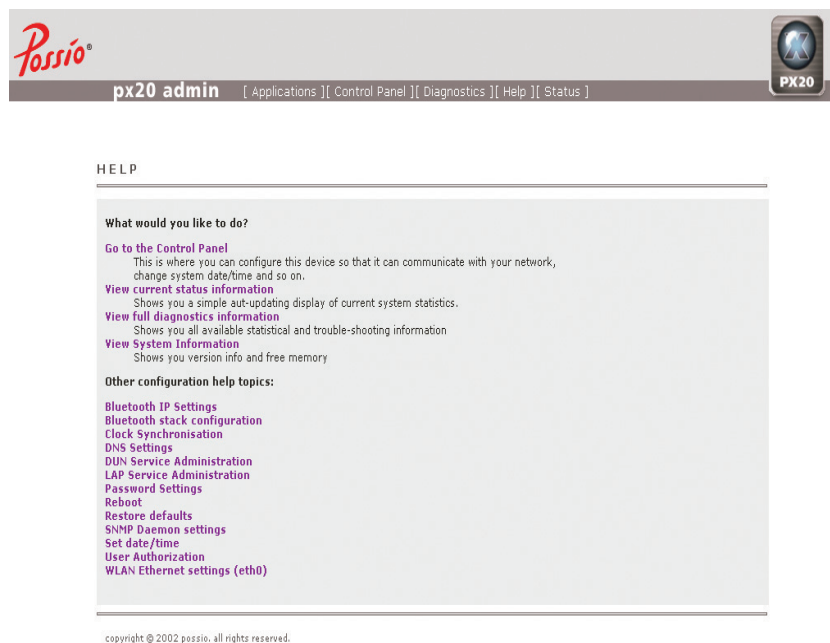 Possío®
PX20
px20 admin [ Applications ][ Control Panel ][ Diagnostics ][ Help ][ Status ]
HELP
What would you like to do?
Go to the Control Panel
This is where you can configure this device so that it can communicate with your network,
change system date/time and so on.
View current status information
Shows you a simple aut-updating display of current system statistics.
View full diagnostics information
Shows you all available statistical and trouble-shooting information
View System Information
Shows you version info and free memory
Other configuration help topics:
Bluetooth IP Settings
Bluetooth stack configuration
Clock Synchronisation
DNS Settings
DUN Service Administration
LAP Service Administration
Password Settings
Reboot
Restore defaults
SNMP Daemon settings
Set date/time
User Authorization
WLAN Ethernet settings (eth0)
copyright © 2002 possio. all rights reserved.